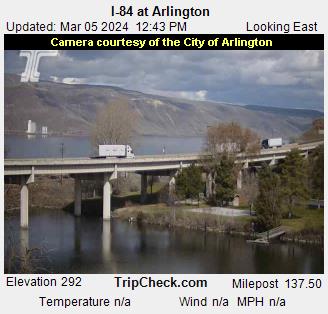 I-84 at Arlington
Updated: Mar 05 2024 12:43 PM Looking East
Camera courtesy of the City of Arlington
Elevation 292 TripCheck.com Milepost 137.50
Temperature n/a Wind n/a MPH n/a